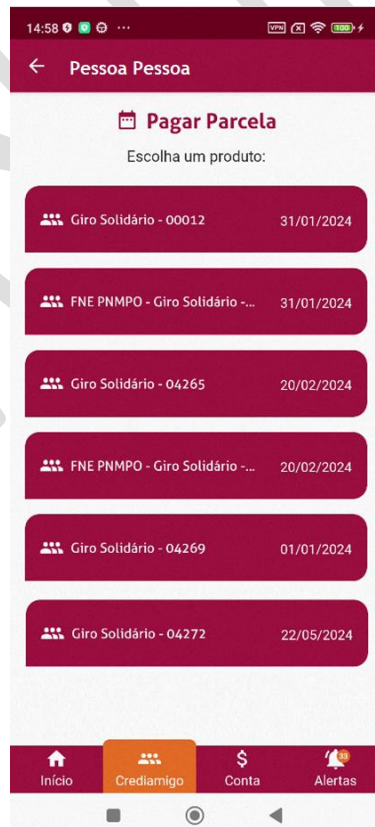 14:58 ... VPN 100
Pessoa Pessoa
Pagar Parcela
Escolha um produto:
Giro Solidário - 00012 31/01/2024
FNE PNMPO - Giro Solidário -... 31/01/2024
Giro Solidário - 04265 20/02/2024
FNE PNMPO - Giro Solidário -... 20/02/2024
Giro Solidário - 04269 01/01/2024
Giro Solidário - 04272 22/05/2024
33
Início Crediamigo Conta Alertas